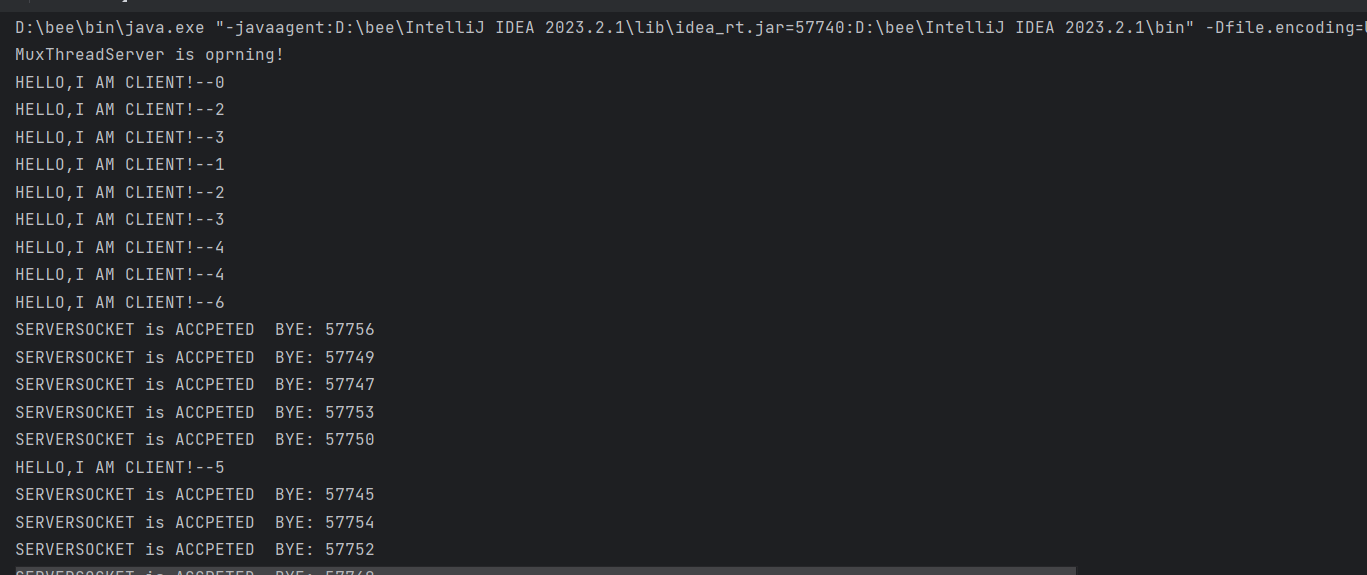 D:\bee\bin\java.exe "-javaagent:D:\bee\IntelliJ IDEA 2023.2.1\lib\idea_rt.jar=57740:D:\bee\IntelliJ IDEA 2023.2.1\bin" -Dfile.encoding=
MuxThreadServer is oprning!
HELLO,I AM CLIENT!--0
HELLO,I AM CLIENT!--2
HELLO,I AM CLIENT!--3
HELLO,I AM CLIENT!--1
HELLO,I AM CLIENT!--2
HELLO,I AM CLIENT!--3
HELLO,I AM CLIENT!--4
HELLO,I AM CLIENT!--4
HELLO,I AM CLIENT!--6
SERVERSOCKET is ACCPETED  BYE: 57756
SERVERSOCKET is ACCPETED  BYE: 57749
SERVERSOCKET is ACCPETED  BYE: 57747
SERVERSOCKET is ACCPETED  BYE: 57753
SERVERSOCKET is ACCPETED  BYE: 57750
HELLO,I AM CLIENT!--5
SERVERSOCKET is ACCPETED  BYE: 57745
SERVERSOCKET is ACCPETED  BYE: 57754
SERVERSOCKET is ACCPETED  BYE: 57752
SERVERSOCKET is ACCPETED  BYE: